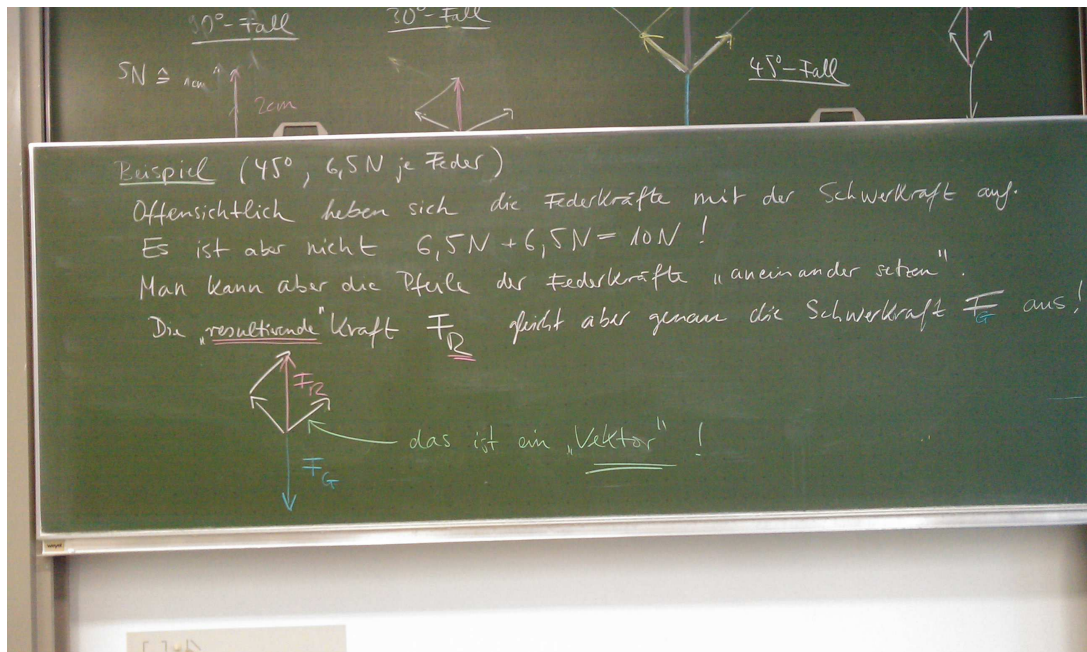 30°-Fall
45°-Fall
5N ≙ 1cm
2cm
Beispiel (45°, 6,5N je Feder)
Offensichtlich heben sich die Federkräfte mit der Schwerkraft auf.
Es ist aber nicht 6,5N + 6,5N = 10N !
Man kann aber die Pfeile der Federkräfte „aneinander setzen".
Die „resultierende" Kraft F_R gleicht aber genau die Schwerkraft F_G aus!
F_R
das ist ein „Vektor" !
F_G